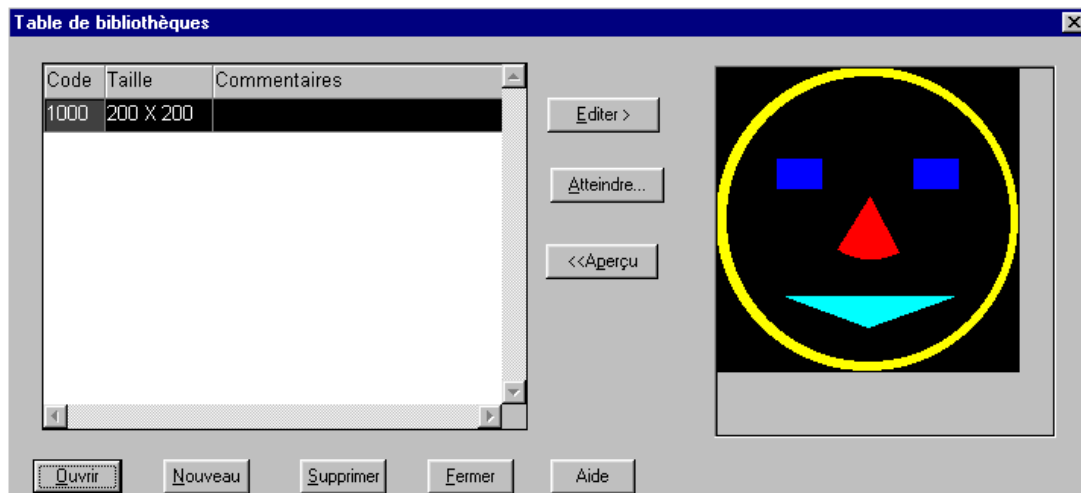 Table de bibliothèques
Code Taille Commentaires
1000 200 X 200
Editer >
Atteindre...
<<Aperçu
Ouvrir Nouveau Supprimer Fermer Aide